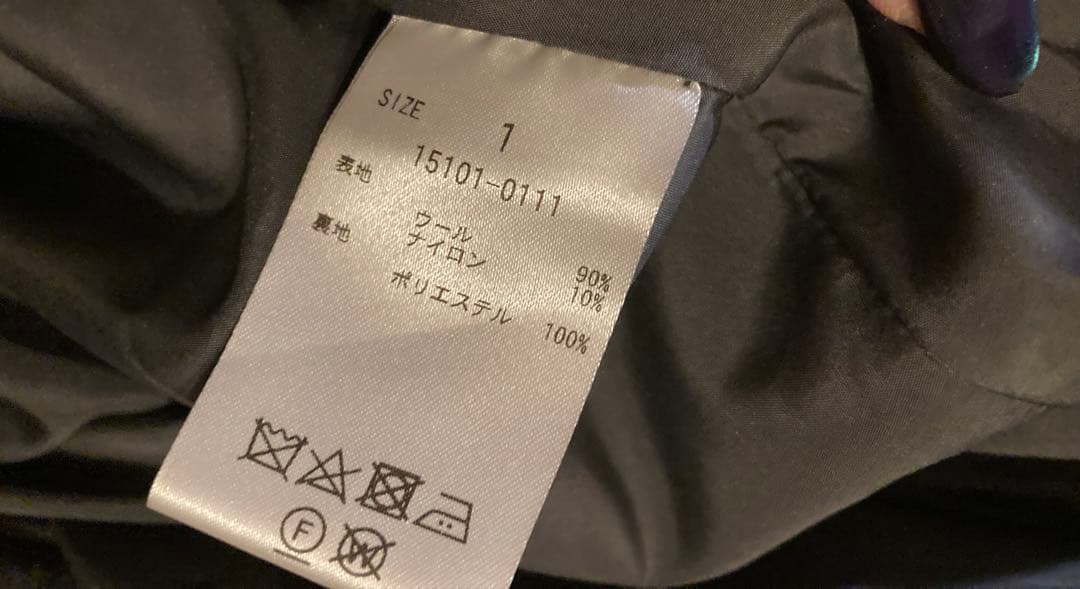 SIZE 1
15101-0111
表地 ウール 90%
ナイロン 10%
裏地 ポリエステル 100%
F W